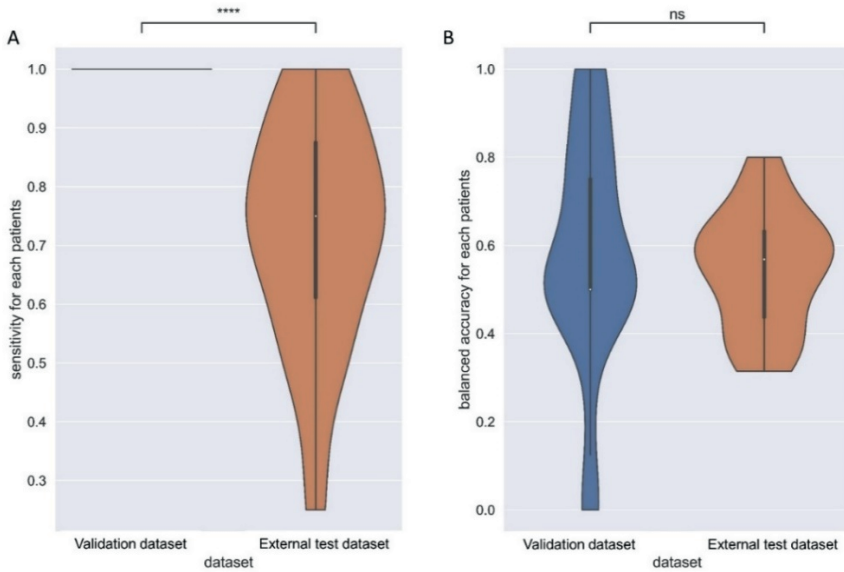 A
****
sensitivity for each patients
1.0
0.9
0.8
0.7
0.6
0.5
0.4
0.3
Validation dataset
External test dataset
dataset
B
ns
balanced accuracy for each patients
1.0
0.8
0.6
0.4
0.2
0.0
Validation dataset
External test dataset
dataset